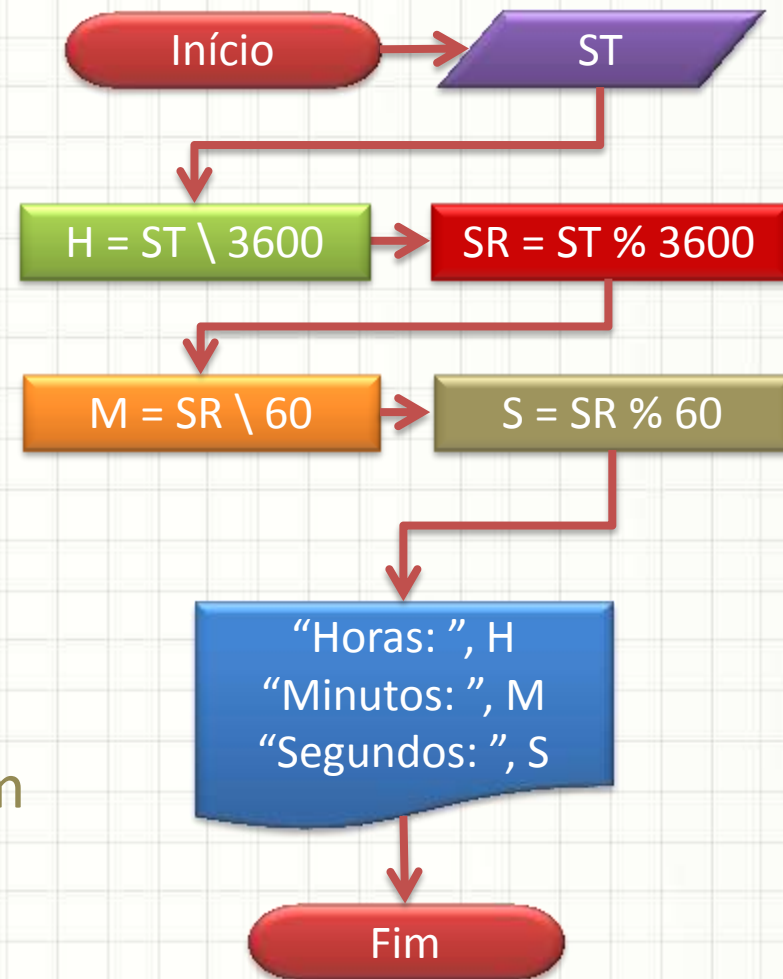 Início
ST
H = ST \ 3600
SR = ST % 3600
M = SR \ 60
S = SR % 60
“Horas: ”, H
“Minutos: ”, M
“Segundos: ”, S
Fim